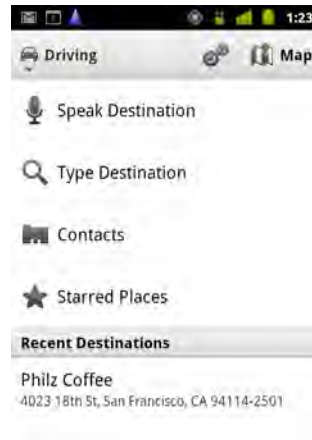 1:23
Driving
Map
Speak Destination
Type Destination
Contacts
Starred Places
Recent Destinations
Philz Coffee
4023 18th St, San Francisco, CA 94114-2501